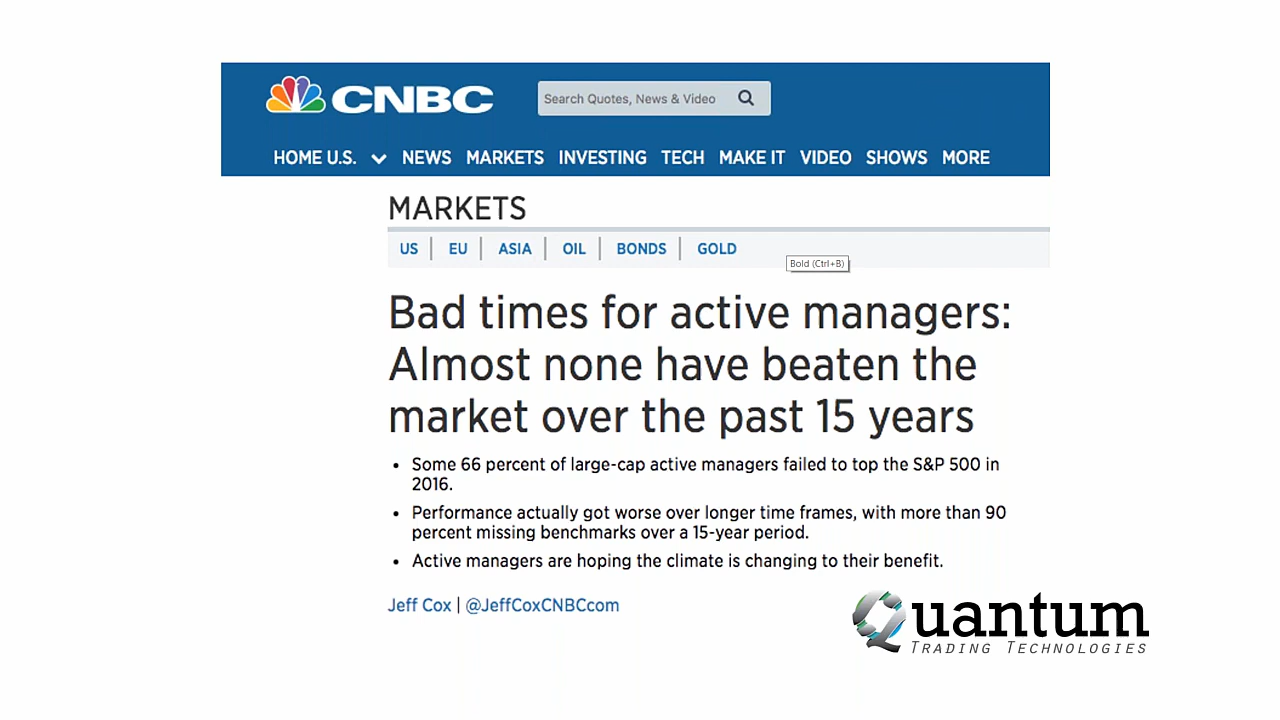 CNBC
Search Quotes, News & Video
HOME U.S. NEWS MARKETS INVESTING TECH MAKE IT VIDEO SHOWS MORE
MARKETS
US | EU | ASIA | OIL | BONDS | GOLD
Bold (Ctrl+B)
Bad times for active managers:
Almost none have beaten the
market over the past 15 years
• Some 66 percent of large-cap active managers failed to top the S&P 500 in
2016.
• Performance actually got worse over longer time frames, with more than 90
percent missing benchmarks over a 15-year period.
• Active managers are hoping the climate is changing to their benefit.
Jeff Cox | @JeffCoxCNBCcom
Quantum
TRADING TECHNOLOGIES